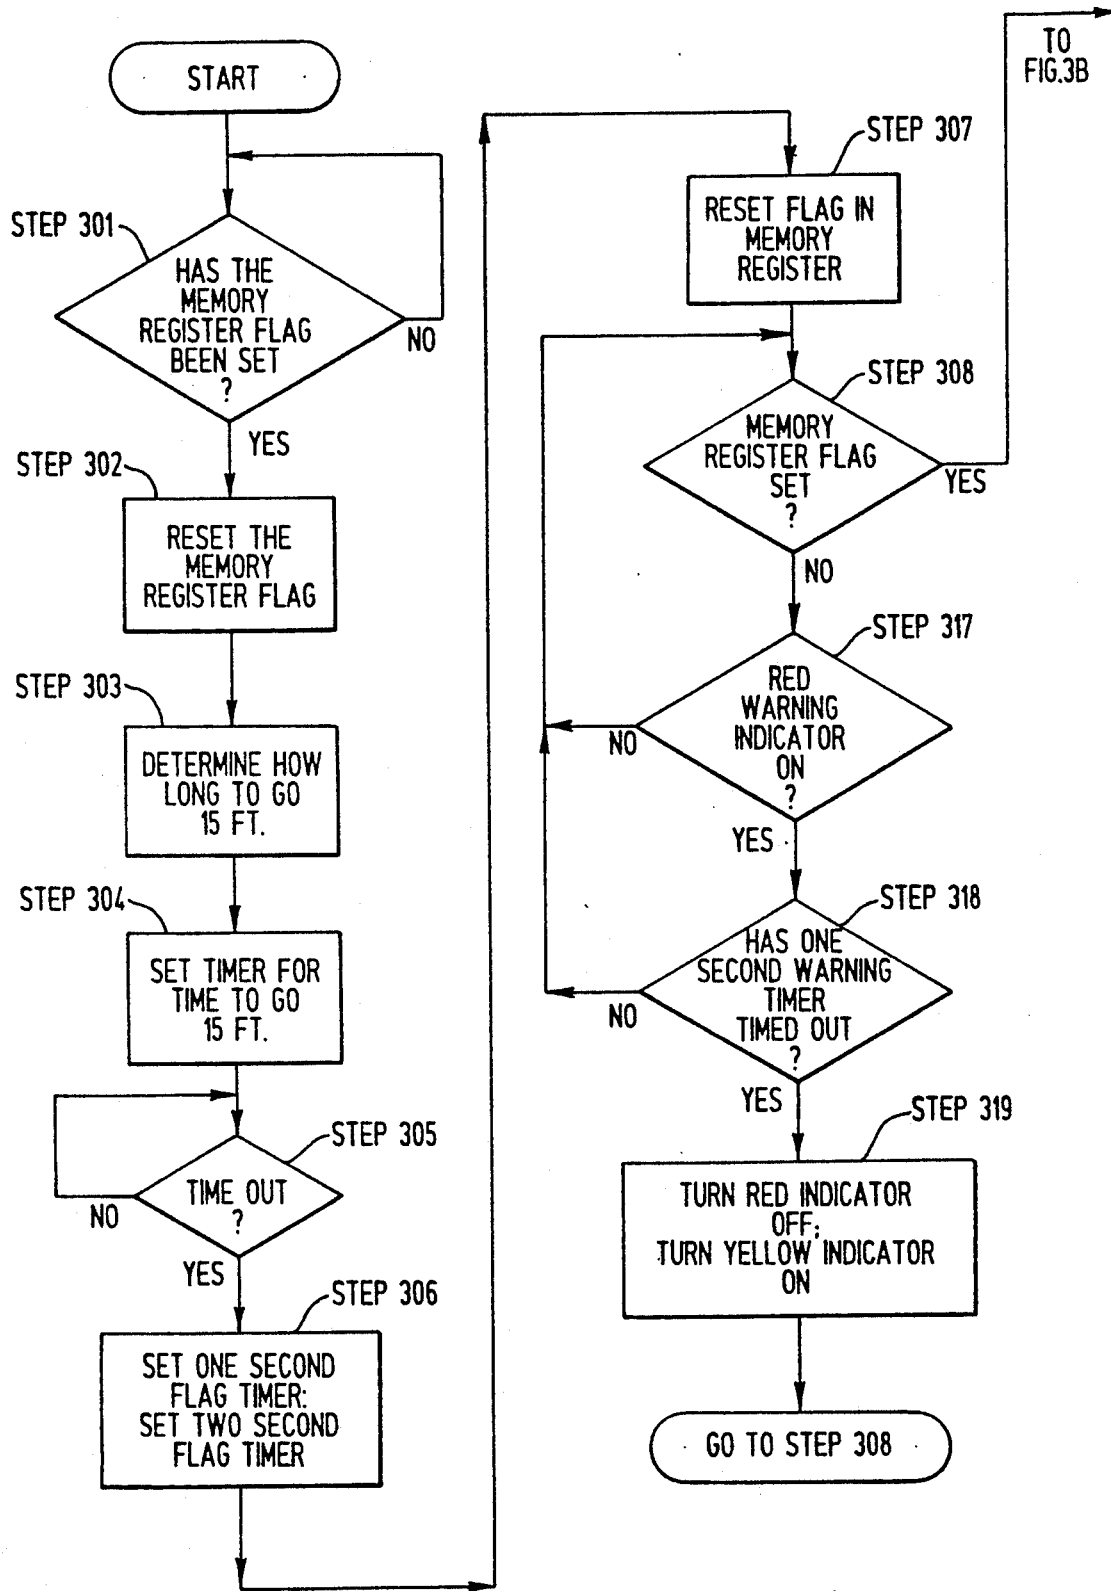 START
STEP 301
HAS THE
MEMORY
REGISTER FLAG
BEEN SET
?
NO
YES
STEP 302
RESET THE
MEMORY
REGISTER FLAG
STEP 303
DETERMINE HOW
LONG TO GO
15 FT.
STEP 304
SET TIMER FOR
TIME TO GO
15 FT.
STEP 305
TIME OUT
?
NO
YES
STEP 306
SET ONE SECOND
FLAG TIMER:
SET TWO SECOND
FLAG TIMER
STEP 307
RESET FLAG IN
MEMORY
REGISTER
STEP 308
MEMORY
REGISTER FLAG
SET
?
YES
TO
FIG.3B
NO
STEP 317
RED
WARNING
INDICATOR
ON
?
NO
YES
STEP 318
HAS ONE
SECOND WARNING
TIMER
TIMED OUT
?
NO
YES
STEP 319
TURN RED INDICATOR
OFF;
TURN YELLOW INDICATOR
ON
GO TO STEP 308